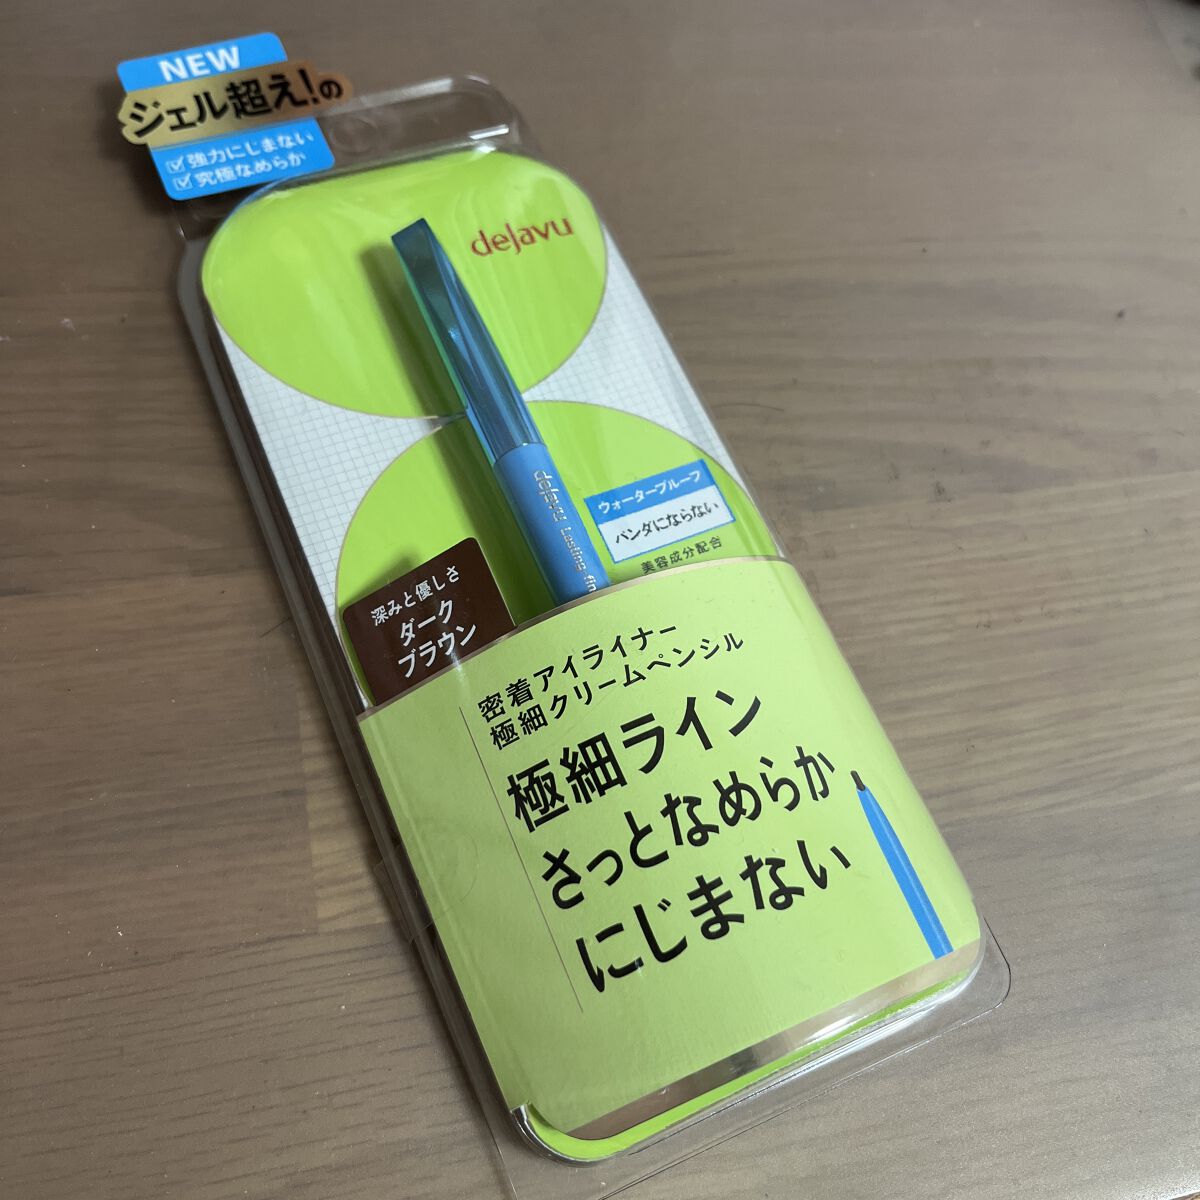 NEW
ジェル超え!の
強力にじまない
究極なめらか
dejavu
dejavu Lasting-fin
ウォータープルーフ
パンダにならない
美容成分配合
深みと優しさ
ダーク
ブラウン
密着アイライナー
極細クリームペンシル
極細ライン
さっとなめらか
にじまない